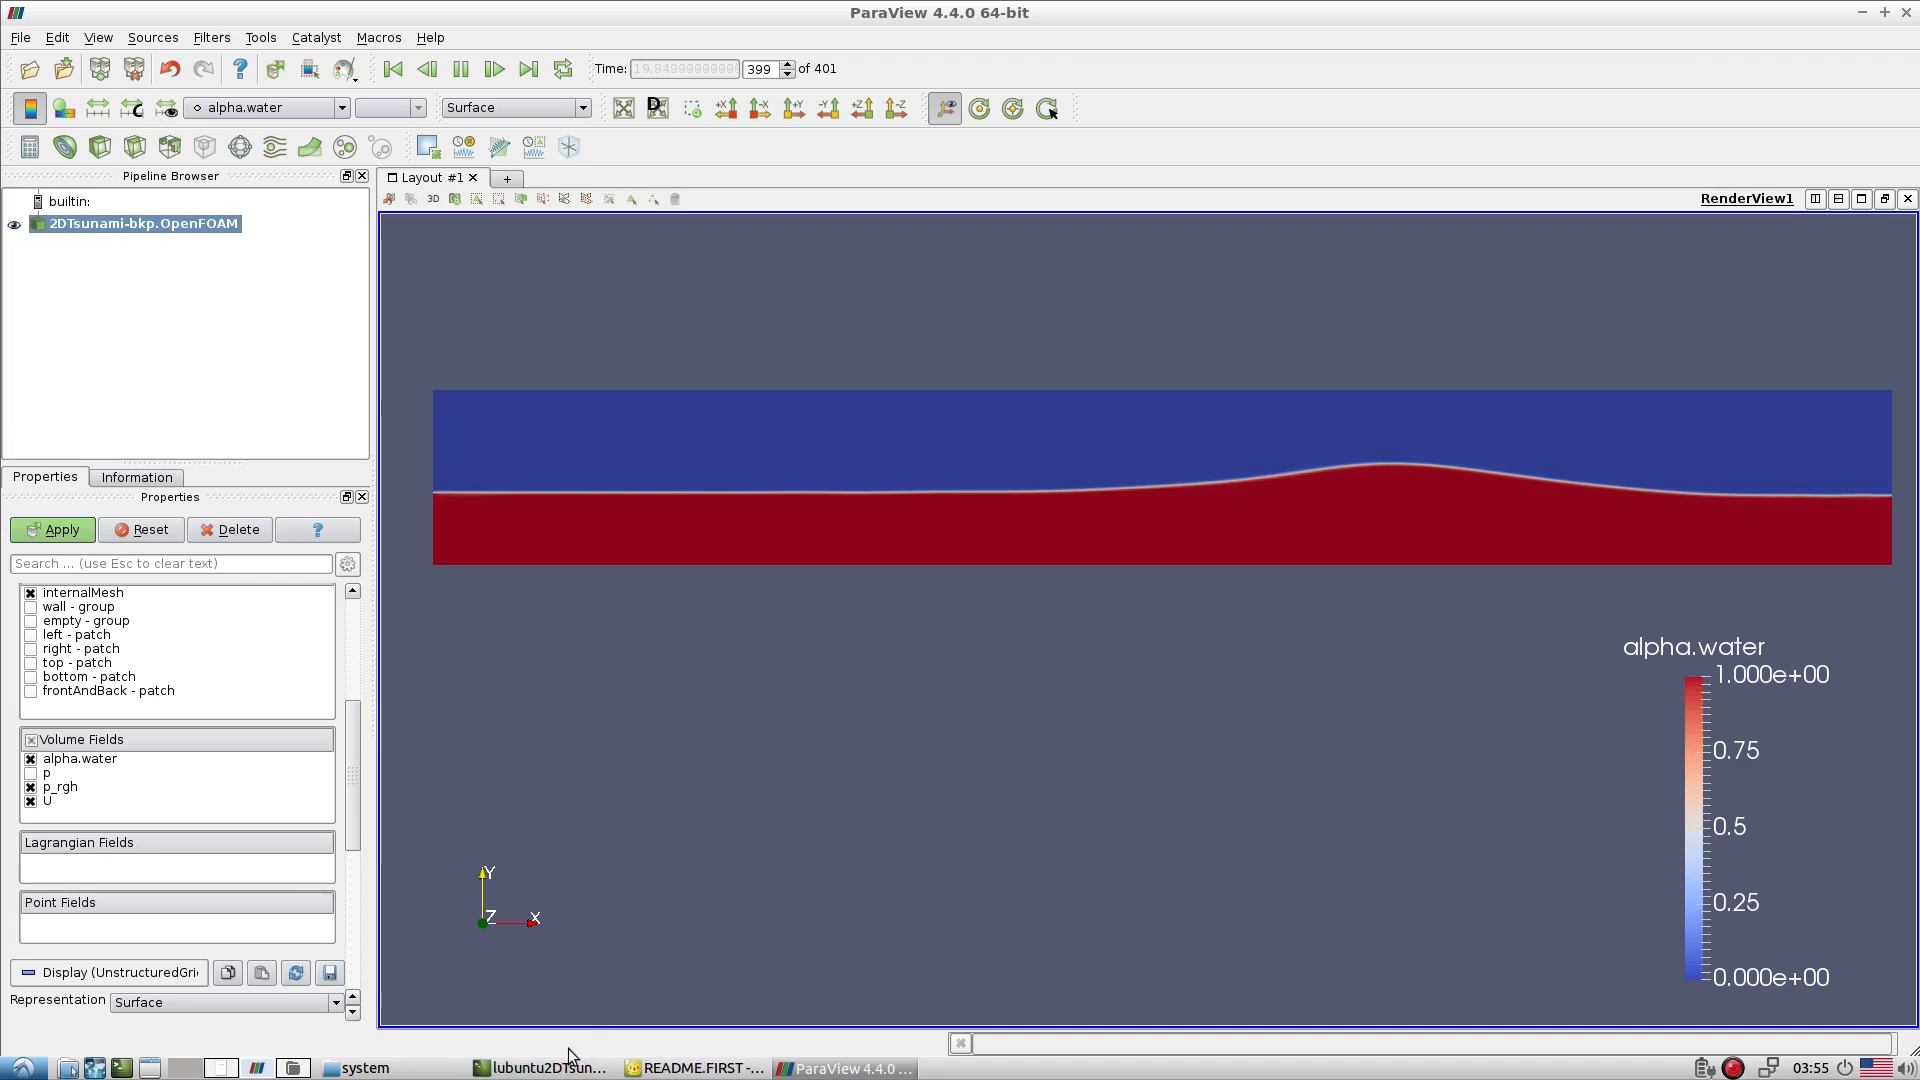 ParaView 4.4.0 64-bit
File Edit View Sources Filters Tools Catalyst Macros Help
Time: 399 of 401
alpha.water Surface
+X -X +Y -Y +Z -Z
Pipeline Browser
Layout #1
builtin:
3D
RenderView1
2DTsunami-bkp.OpenFOAM
Properties Information
Properties
Apply Reset Delete ?
Search ... (use Esc to clear text)
internalMesh
wall - group
empty - group
left - patch
right - patch
top - patch
bottom - patch
frontAndBack - patch
Volume Fields
alpha.water
p
p_rgh
U
Lagrangian Fields
Point Fields
Display (UnstructuredGri
Representation Surface
alpha.water
1.000e+00
0.75
0.5
0.25
0.000e+00
Y
Z X
system lubuntu2DTsun... README.FIRST -... ParaView 4.4.0 ... 03:55